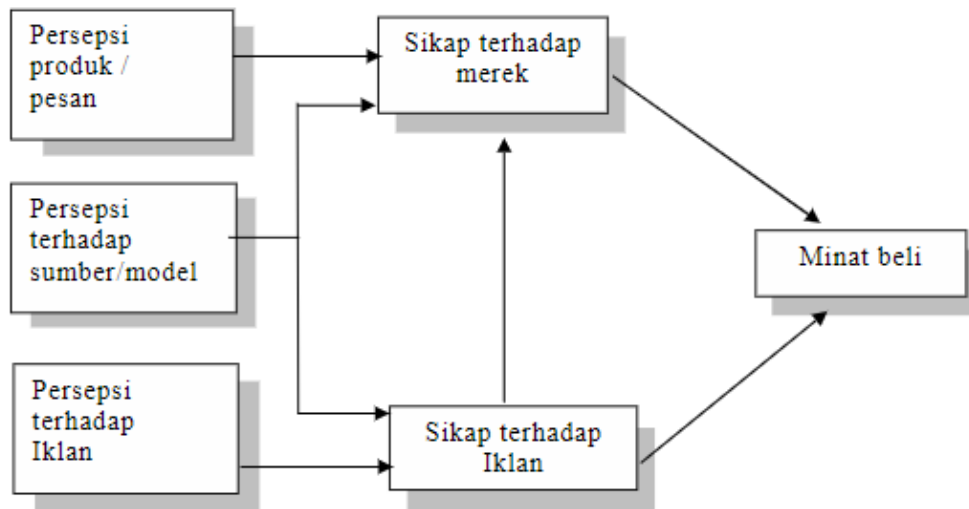 Persepsi
produk /
pesan
Sikap terhadap
merek
Persepsi
terhadap
sumber/model
Minat beli
Persepsi
terhadap
Iklan
Sikap terhadap
Iklan